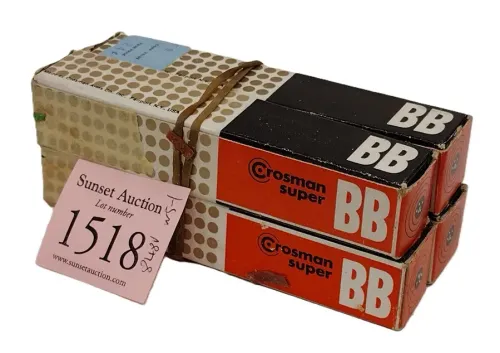 BB
BB
Crosman
super
BB
Crosman
super
BB
Sunset Auction
Lot number
1518
www.sunsetauction.com